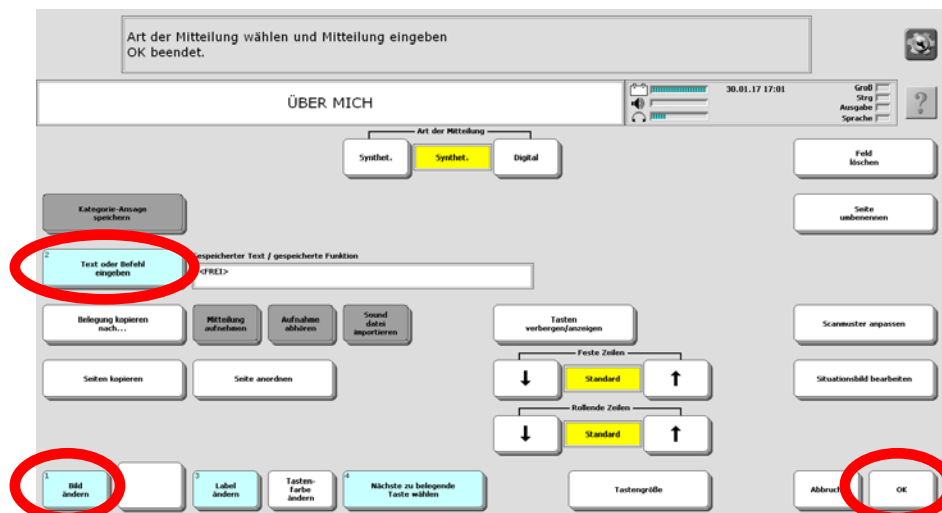 Art der Mitteilung wählen und Mitteilung eingeben
OK beendet.
ÜBER MICH
30.01.17 17:01
Groß
Strg
Ausgabe
Sprache
?
Art der Mitteilung
Synthet.
Synthet.
Digital
Feld
löschen
Kategorie-Ansage
speichern
Seite
umbenennen
2
Text oder Befehl
eingeben
Gespeicherter Text / gespeicherte Funktion
<FREI>
Belegung kopieren
nach...
Mitteilung
aufnehmen
Aufnahme
abhören
Sound
datei
importieren
Tasten
verbergen/anzeigen
Scanmuster anpassen
Feste Zeilen
Seiten kopieren
Seite anordnen
↓
Standard
↑
Situationsbild bearbeiten
Rollende Zeilen
↓
Standard
↑
1
Bild
ändern
3
Label
ändern
Tasten-
farbe
ändern
4
Nächste zu belegende
Taste wählen
Tastengröße
Abbruch
OK